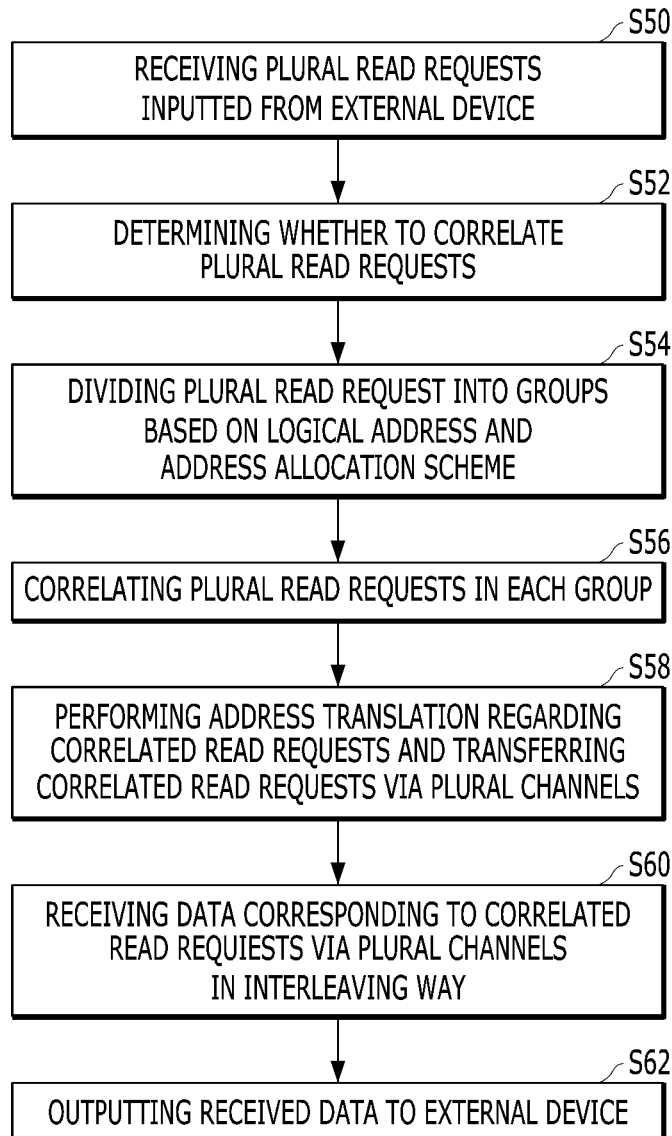 S50
RECEIVING PLURAL READ REQUESTS
INPUTTED FROM EXTERNAL DEVICE
S52
DETERMINING WHETHER TO CORRELATE
PLURAL READ REQUESTS
S54
DIVIDING PLURAL READ REQUEST INTO GROUPS
BASED ON LOGICAL ADDRESS AND
ADDRESS ALLOCATION SCHEME
S56
CORRELATING PLURAL READ REQUESTS IN EACH GROUP
S58
PERFORMING ADDRESS TRANSLATION REGARDING
CORRELATED READ REQUESTS AND TRANSFERRING
CORRELATED READ REQUESTS VIA PLURAL CHANNELS
S60
RECEIVING DATA CORRESPONDING TO CORRELATED
READ REQUIESTS VIA PLURAL CHANNELS
IN INTERLEAVING WAY
S62
OUTPUTTING RECEIVED DATA TO EXTERNAL DEVICE